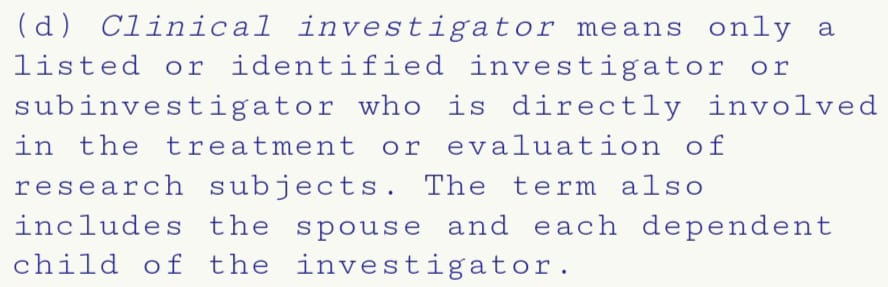 (d) Clinical investigator means only a
listed or identified investigator or
subinvestigator who is directly involved
in the treatment or evaluation of
research subjects. The term also
includes the spouse and each dependent
child of the investigator.